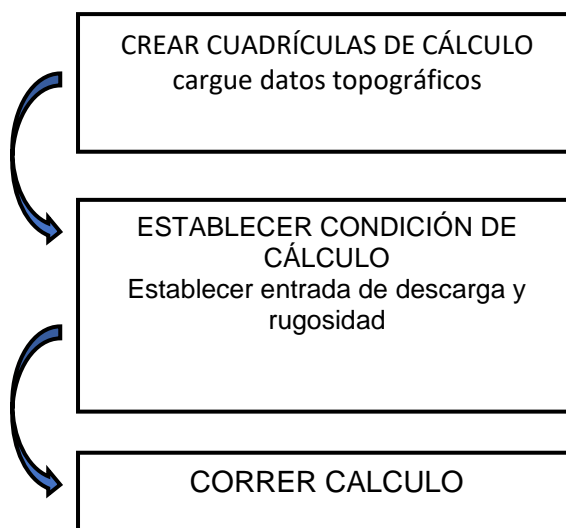 CREAR CUADRÍCULAS DE CÁLCULO
cargue datos topográficos
ESTABLECER CONDICIÓN DE
CÁLCULO
Establecer entrada de descarga y
rugosidad
CORRER CALCULO